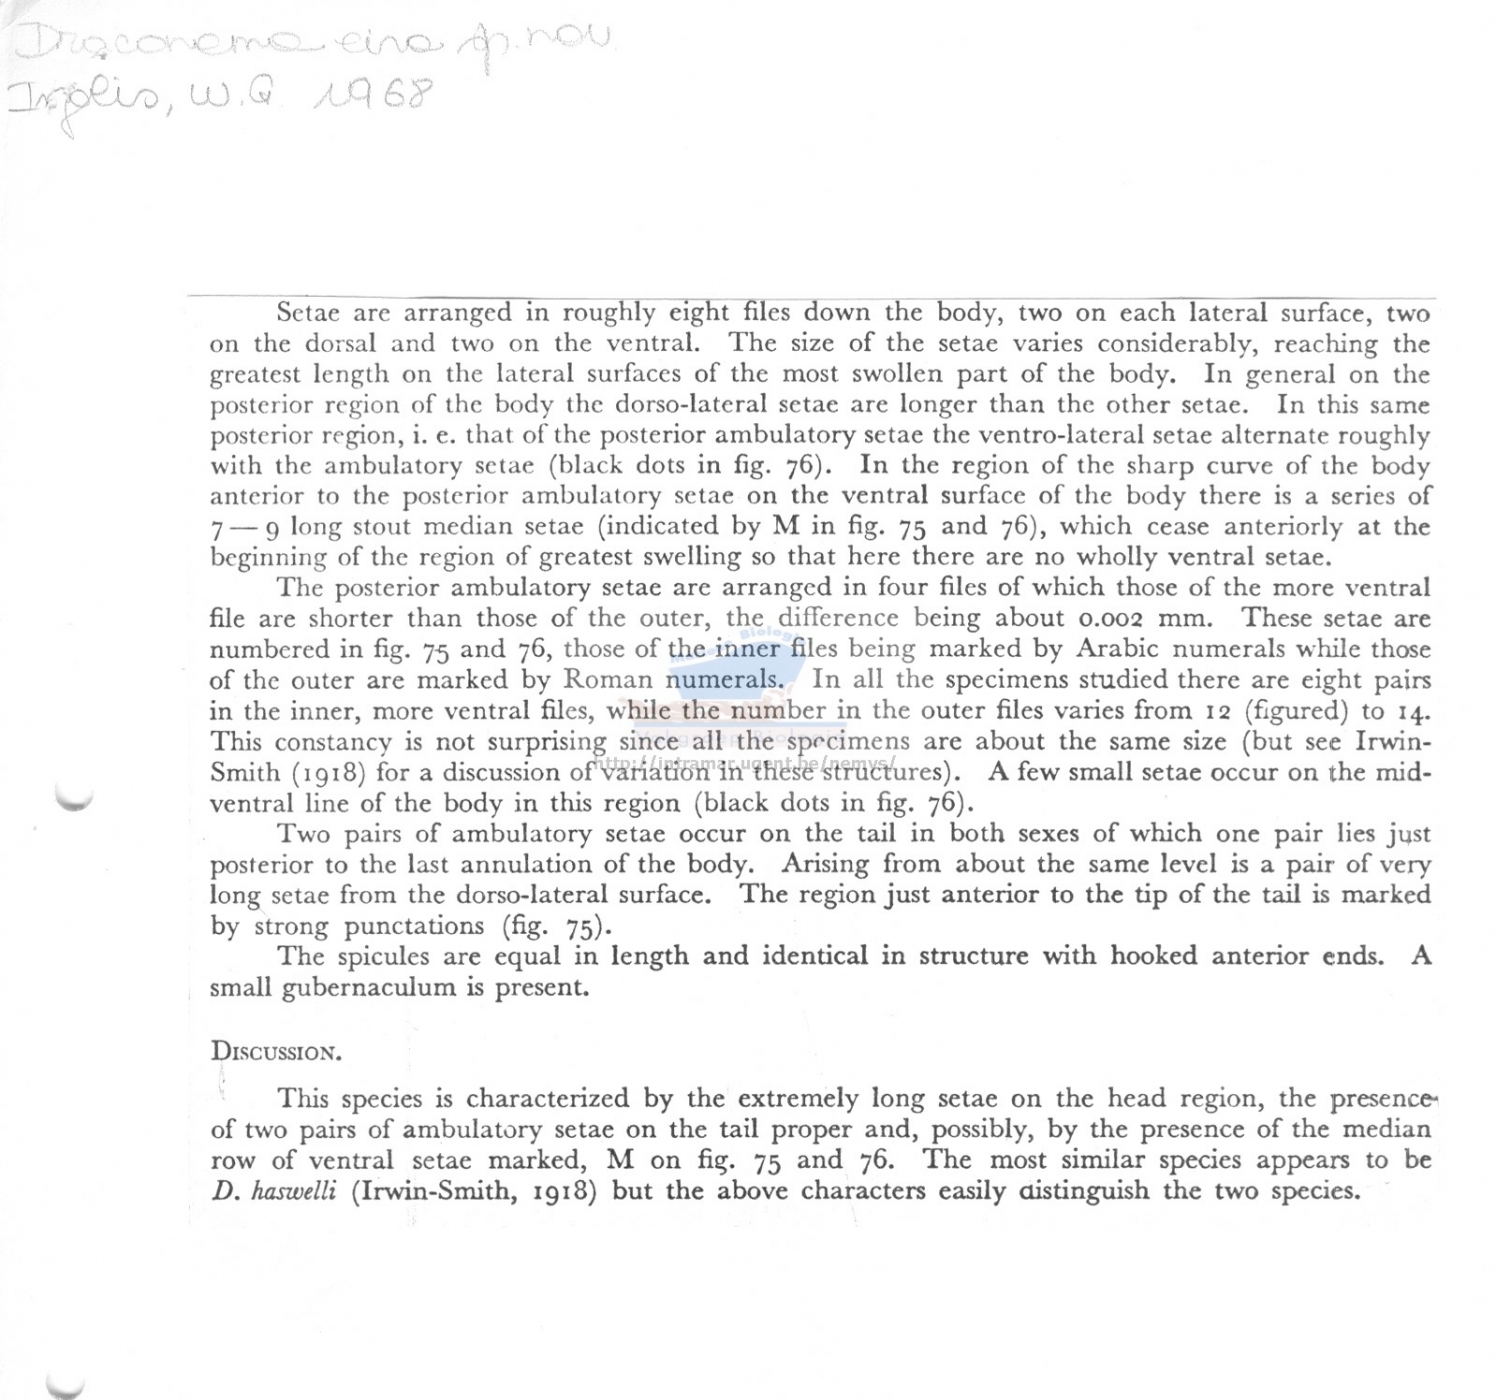 Draconema eira sp. nov
Inglis, W.G 1968
Setae are arranged in roughly eight files down the body, two on each lateral surface, two
on the dorsal and two on the ventral. The size of the setae varies considerably, reaching the
greatest length on the lateral surfaces of the most swollen part of the body. In general on the
posterior region of the body the dorso-lateral setae are longer than the other setae. In this same
posterior region, i. e. that of the posterior ambulatory setae the ventro-lateral setae alternate roughly
with the ambulatory setae (black dots in fig. 76). In the region of the sharp curve of the body
anterior to the posterior ambulatory setae on the ventral surface of the body there is a series of
7 — 9 long stout median setae (indicated by M in fig. 75 and 76), which cease anteriorly at the
beginning of the region of greatest swelling so that here there are no wholly ventral setae.
The posterior ambulatory setae are arranged in four files of which those of the more ventral
file are shorter than those of the outer, the difference being about 0.002 mm. These setae are
numbered in fig. 75 and 76, those of the inner files being marked by Arabic numerals while those
of the outer are marked by Roman numerals. In all the specimens studied there are eight pairs
in the inner, more ventral files, while the number in the outer files varies from 12 (figured) to 14.
This constancy is not surprising since all the specimens are about the same size (but see Irwin-
Smith (1918) for a discussion of variation in these structures). A few small setae occur on the mid-
ventral line of the body in this region (black dots in fig. 76).
Two pairs of ambulatory setae occur on the tail in both sexes of which one pair lies just
posterior to the last annulation of the body. Arising from about the same level is a pair of very
long setae from the dorso-lateral surface. The region just anterior to the tip of the tail is marked
by strong punctations (fig. 75).
The spicules are equal in length and identical in structure with hooked anterior ends. A
small gubernaculum is present.
DISCUSSION.
This species is characterized by the extremely long setae on the head region, the presence
of two pairs of ambulatory setae on the tail proper and, possibly, by the presence of the median
row of ventral setae marked, M on fig. 75 and 76. The most similar species appears to be
D. haswelli (Irwin-Smith, 1918) but the above characters easily distinguish the two species.
http://intramar.ugent.be/nemys/